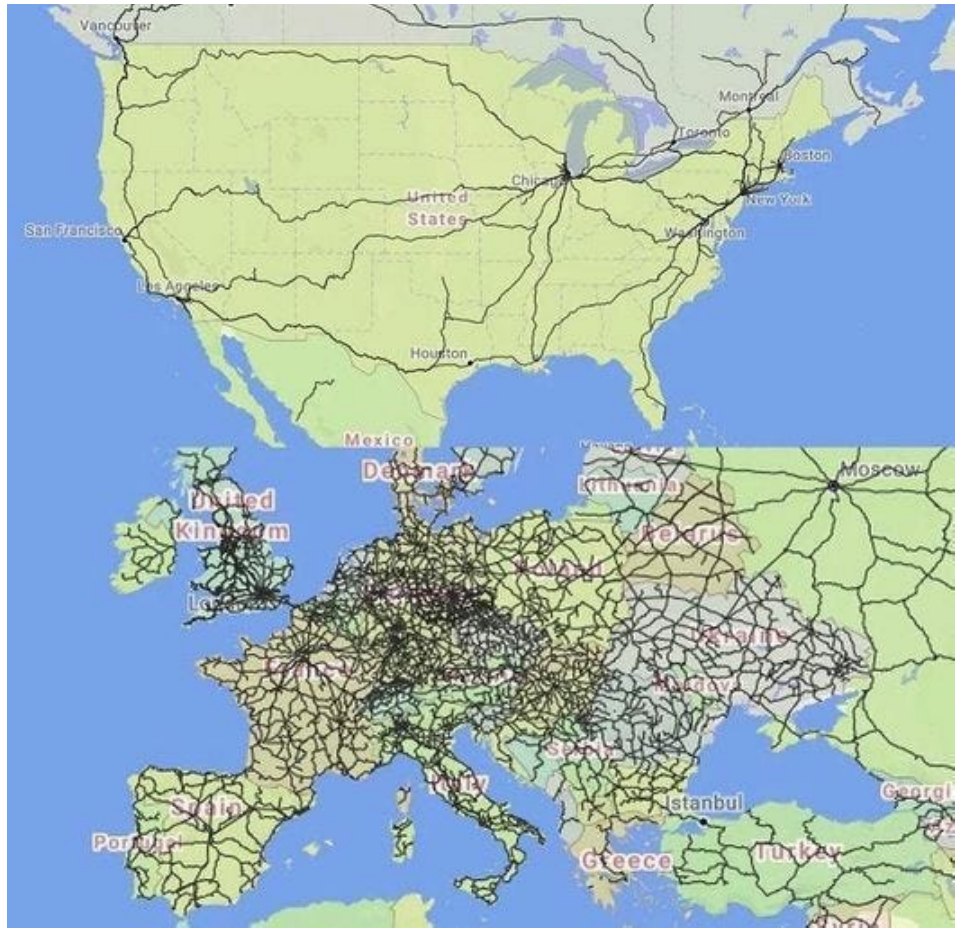 Vancouver
Montreal
Toronto
Boston
Chicago
New York
United
States
Washington
San Francisco
Los Angeles
Houston
Mexico
Denmark
Moscow
Lithuania
United
Kingdom
Belarus
Poland
Ukraine
France
Moldova
Serbia
Italy
Spain
Istanbul
Georgi
Portugal
Greece
Turkey
Syria